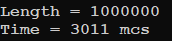 Length = 1000000
Time = 3011 mcs